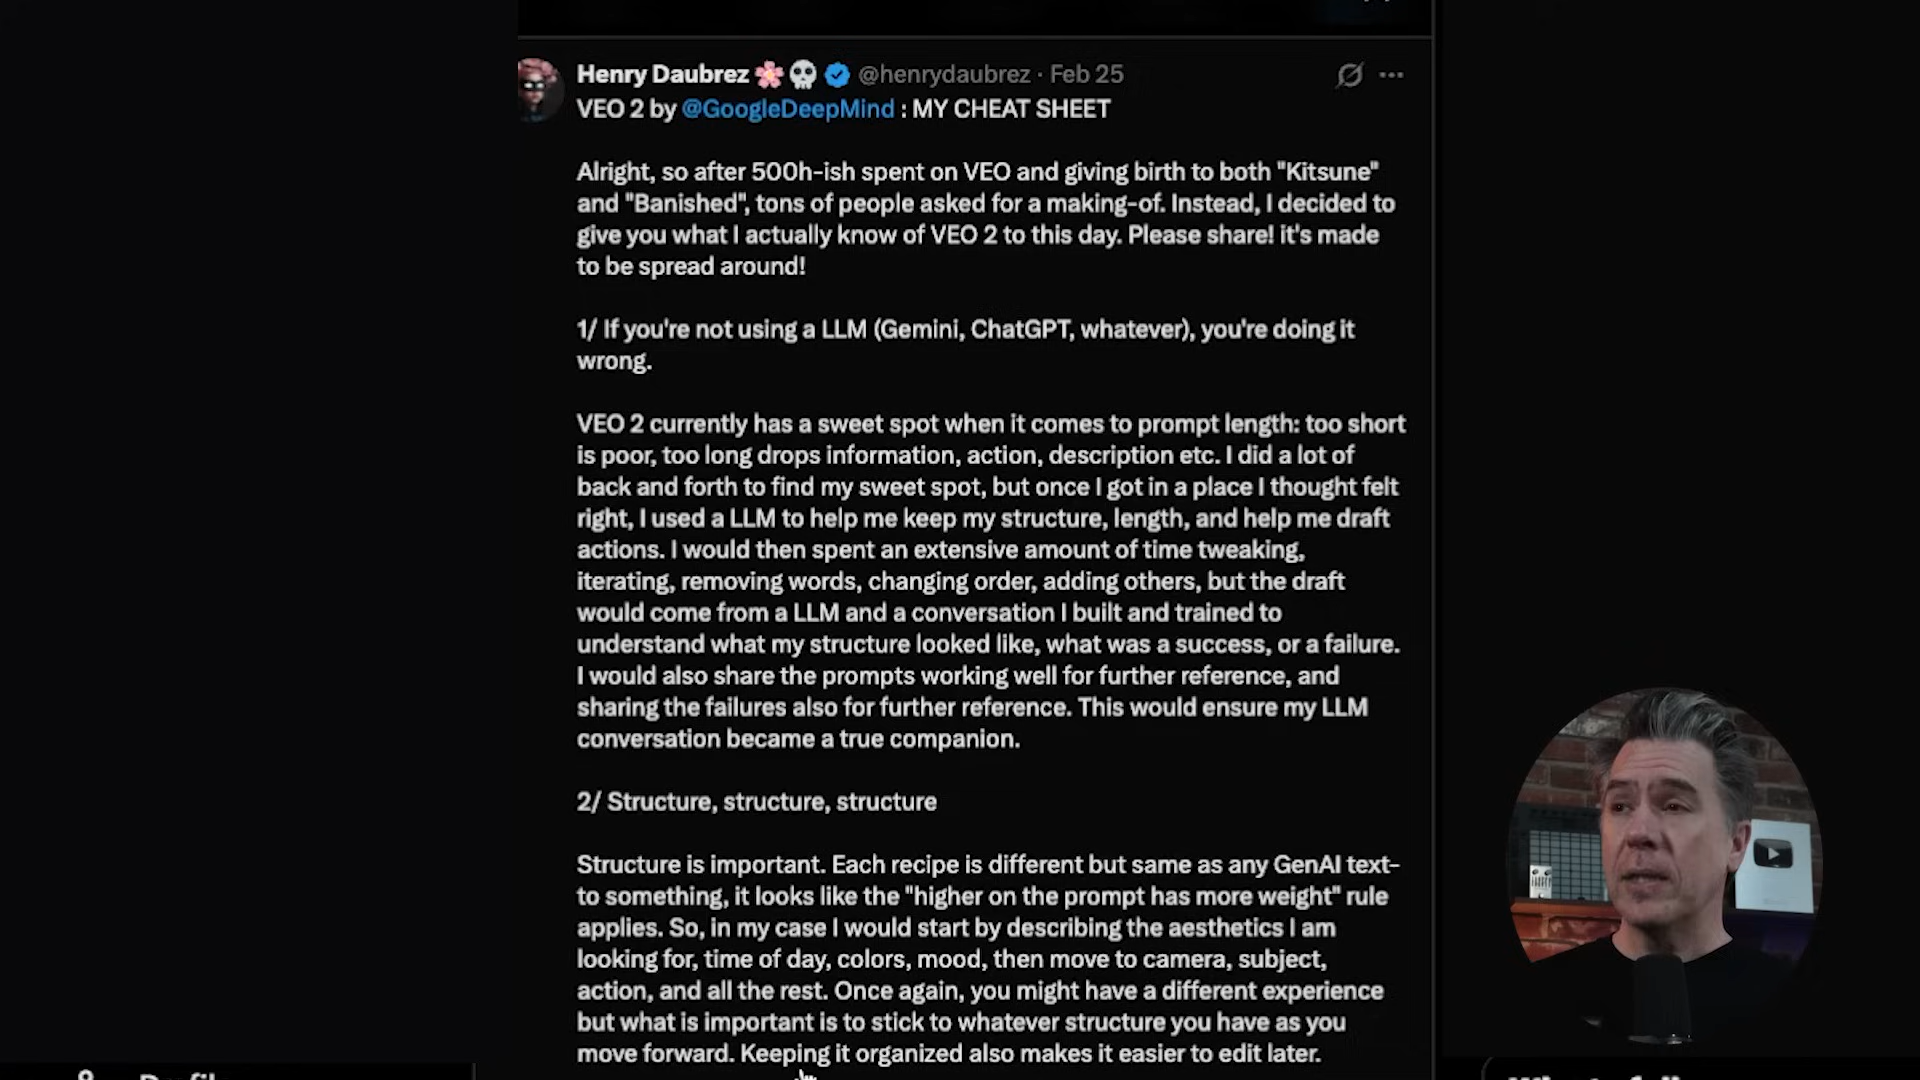 Henry Daubrez🌸💀 @henrydaubrez · Feb 25
VEO 2 by @GoogleDeepMind : MY CHEAT SHEET
Alright, so after 500h-ish spent on VEO and giving birth to both "Kitsune"
and "Banished", tons of people asked for a making-of. Instead, I decided to
give you what I actually know of VEO 2 to this day. Please share! it's made
to be spread around!
1/ If you're not using a LLM (Gemini, ChatGPT, whatever), you're doing it
wrong.
VEO 2 currently has a sweet spot when it comes to prompt length: too short
is poor, too long drops information, action, description etc. I did a lot of
back and forth to find my sweet spot, but once I got in a place I thought felt
right, I used a LLM to help me keep my structure, length, and help me draft
actions. I would then spent an extensive amount of time tweaking,
iterating, removing words, changing order, adding others, but the draft
would come from a LLM and a conversation I built and trained to
understand what my structure looked like, what was a success, or a failure.
I would also share the prompts working well for further reference, and
sharing the failures also for further reference. This would ensure my LLM
conversation became a true companion.
2/ Structure, structure, structure
Structure is important. Each recipe is different but same as any GenAI text-
to something, it looks like the "higher on the prompt has more weight" rule
applies. So, in my case I would start by describing the aesthetics I am
looking for, time of day, colors, mood, then move to camera, subject,
action, and all the rest. Once again, you might have a different experience
but what is important is to stick to whatever structure you have as you
move forward. Keeping it organized also makes it easier to edit later.